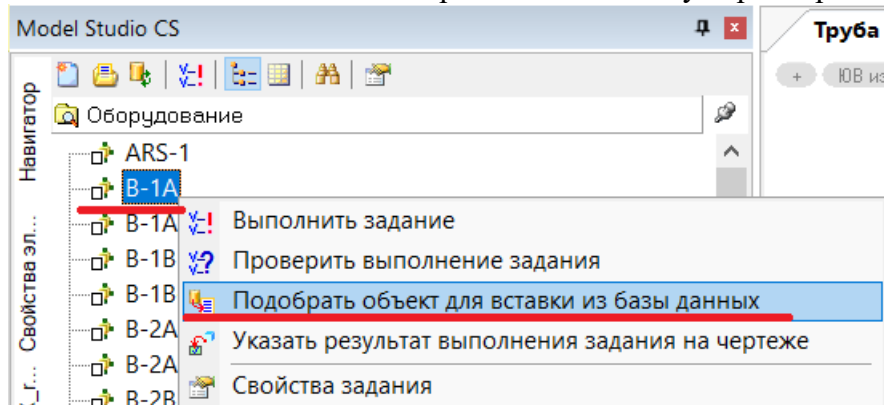 Model Studio CS
Труба
Навигатор
Свойства эл...
Оборудование
+ ЮВ из
ARS-1
B-1A
B-1A
B-1B
B-1B
B-2A
B-2A
B-2B
Выполнить задание
Проверить выполнение задания
Подобрать объект для вставки из базы данных
Указать результат выполнения задания на чертеже
Свойства задания